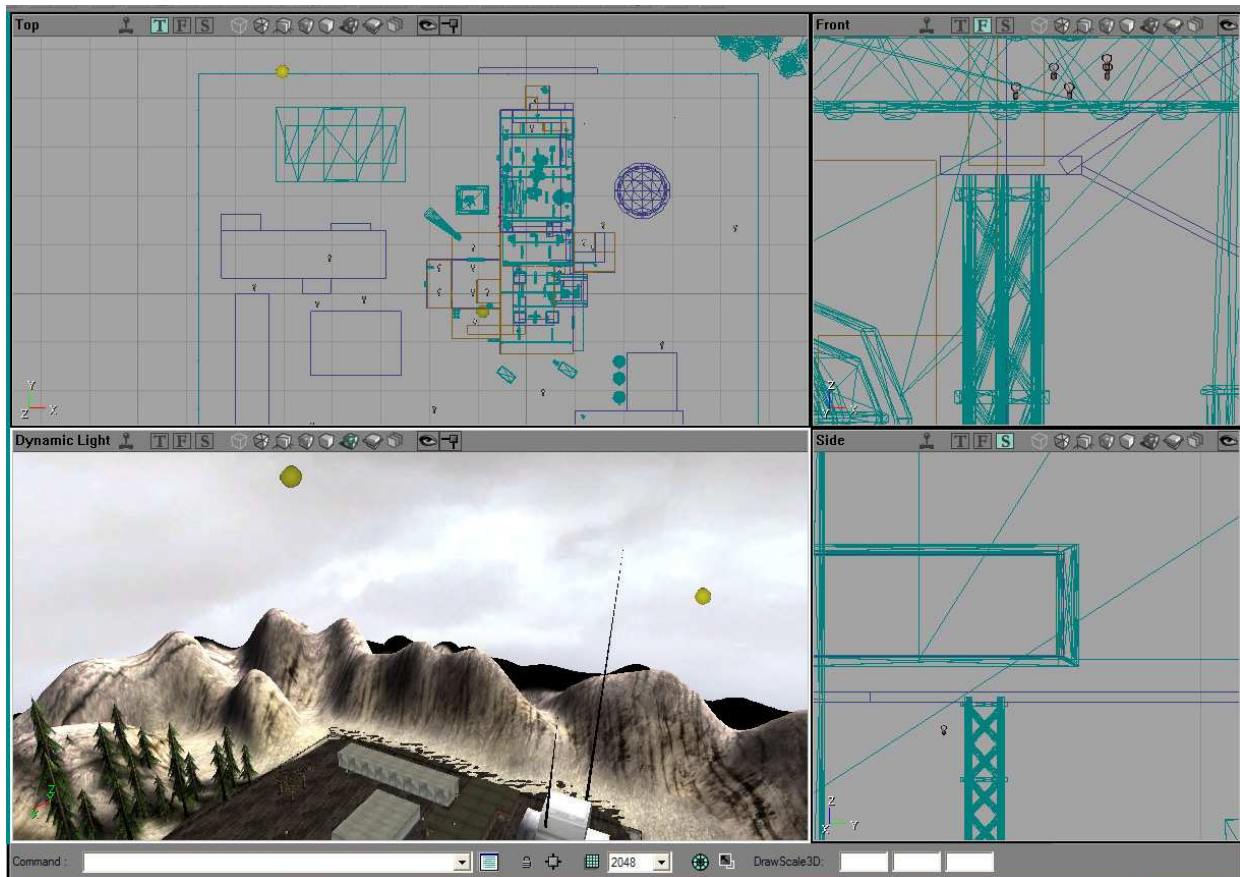 Top T F S
Front T F S
Y
Z X
Z
X Y
Dynamic Light T F S
Side T F S
Z
X
Z
X Y
Command : 2048 DrawScale3D: